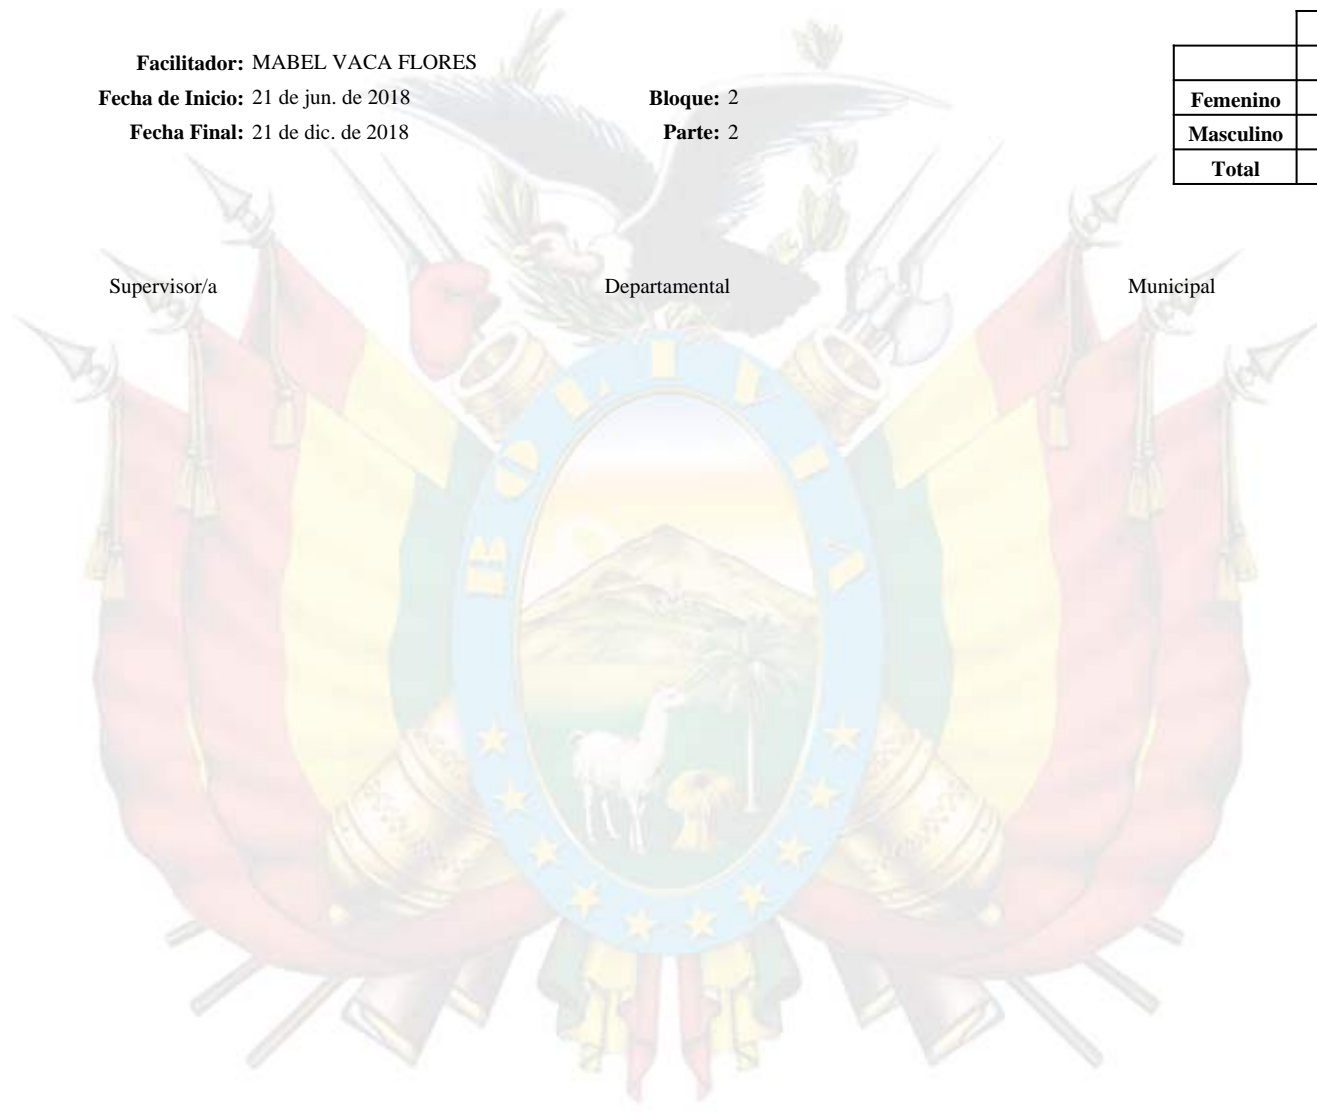 Facilitador: MABEL VACA FLORES
Fecha de Inicio: 21 de jun. de 2018 Bloque: 2
Femenino
Fecha Final: 21 de dic. de 2018 Parte: 2
Masculino
Total
Supervisor/a Departamental Municipal
BOLIVIA